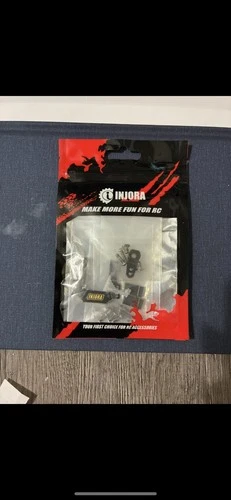 INJORA
MAKE MORE FUN FOR RC
INJORA
YOUR FIRST CHOICE FOR RC ACCESSORIES